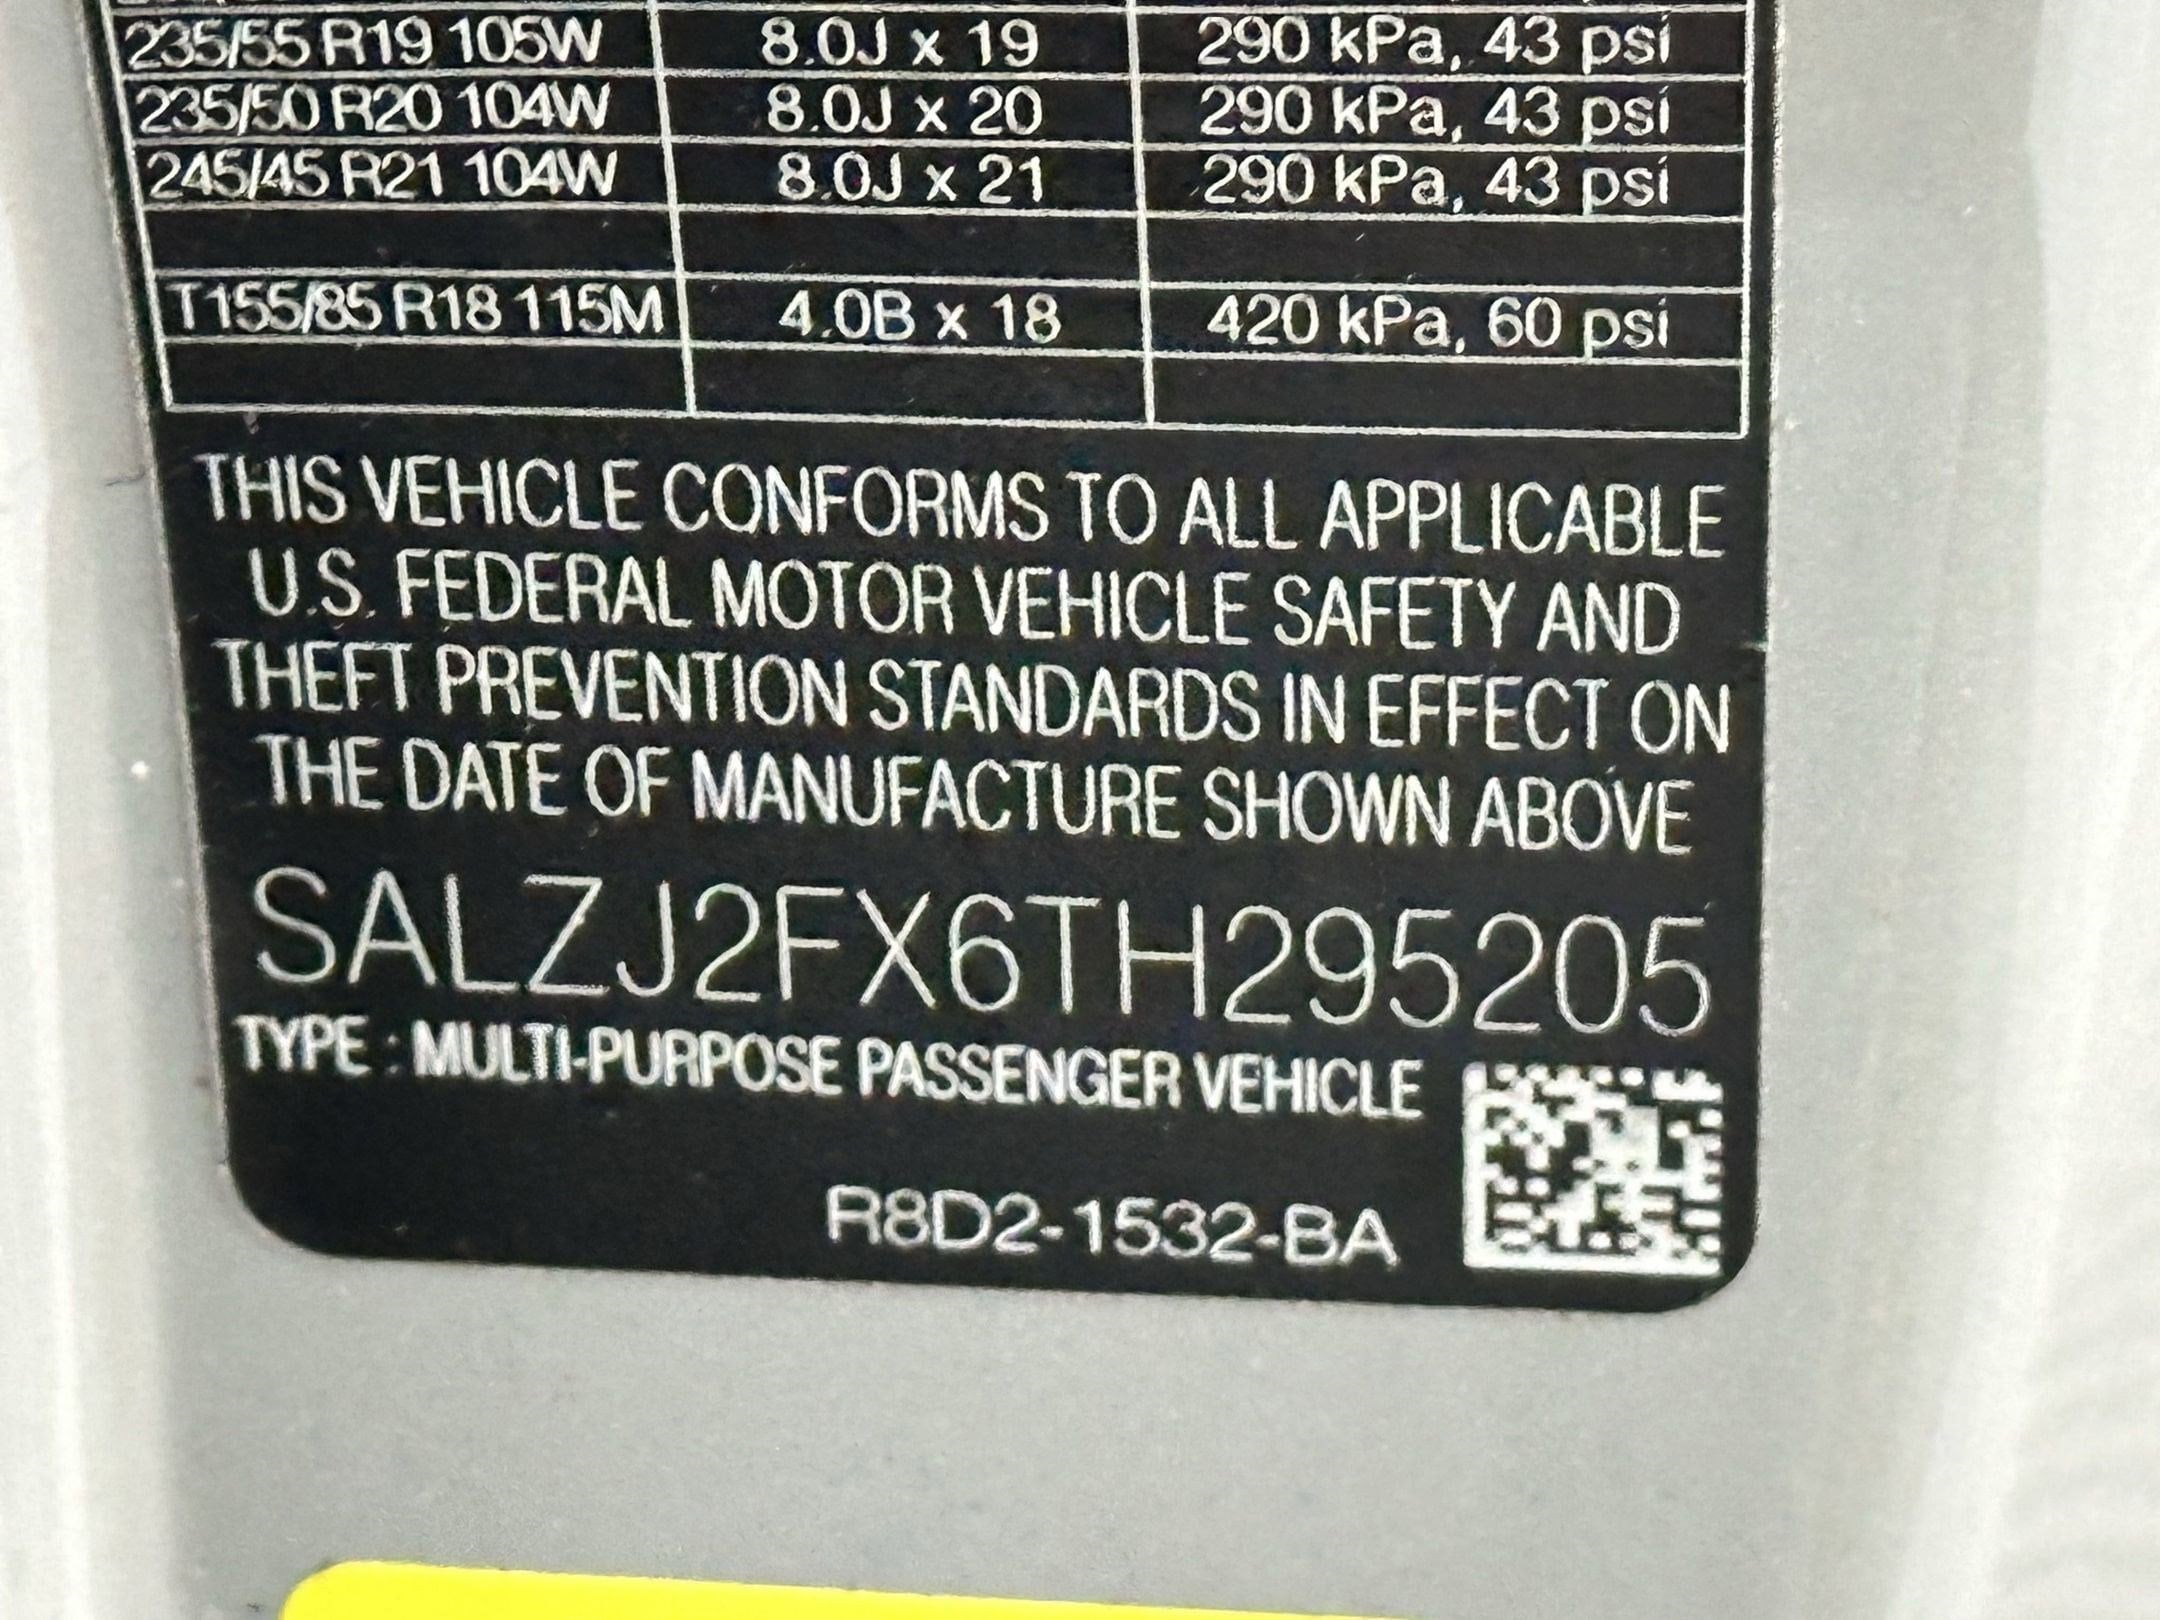 235/55 R19 105W 8.0J x 19 290 kPa, 43 psi
235/50 R20 104W 8.0J x 20 290 kPa, 43 psi
245/45 R21 104W 8.0J x 21 290 kPa, 43 psi
T155/85 R18 115M 4.0B x 18 420 kPa, 60 psi
THIS VEHICLE CONFORMS TO ALL APPLICABLE
U.S. FEDERAL MOTOR VEHICLE SAFETY AND
THEFT PREVENTION STANDARDS IN EFFECT ON
THE DATE OF MANUFACTURE SHOWN ABOVE
SALZJ2FX6TH295205
TYPE : MULTI-PURPOSE PASSENGER VEHICLE
R8D2-1532-BA